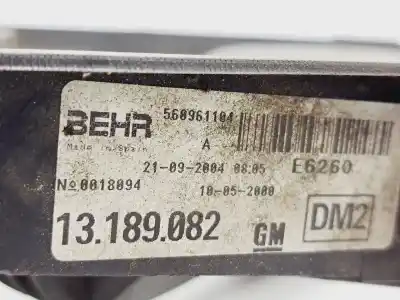 BEHR
560961104
Made in Spain
A
21-09-2004 08:05 E6260
Nº0018094
10-05-2000
13.189.082
GM
DM2